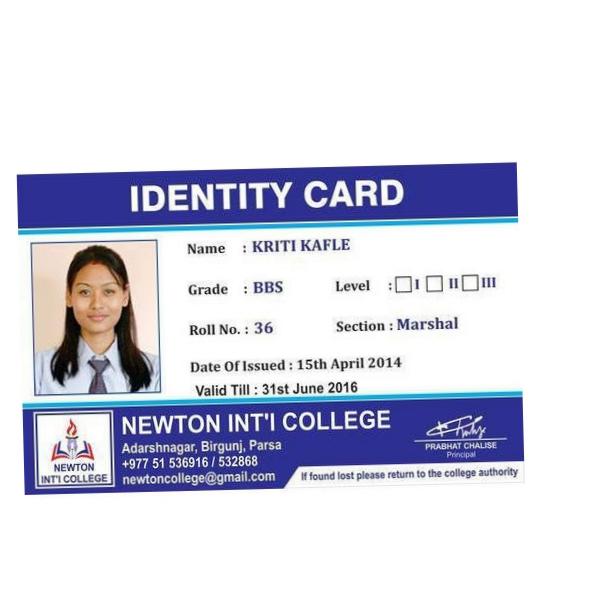 IDENTITY CARD
Name : KRITI KAFLE
Grade : BBS Level : I II III
Roll No. : 36 Section : Marshal
Date Of Issued : 15th April 2014
Valid Till : 31st June 2016
NEWTON INT'l COLLEGE
Adarshnagar, Birgunj, Parsa
+977 51 536916 / 532868
newtoncollege@gmail.com
NEWTON
INT'l COLLEGE
PRABHAT CHALISE
Principal
If found lost please return to the college authority